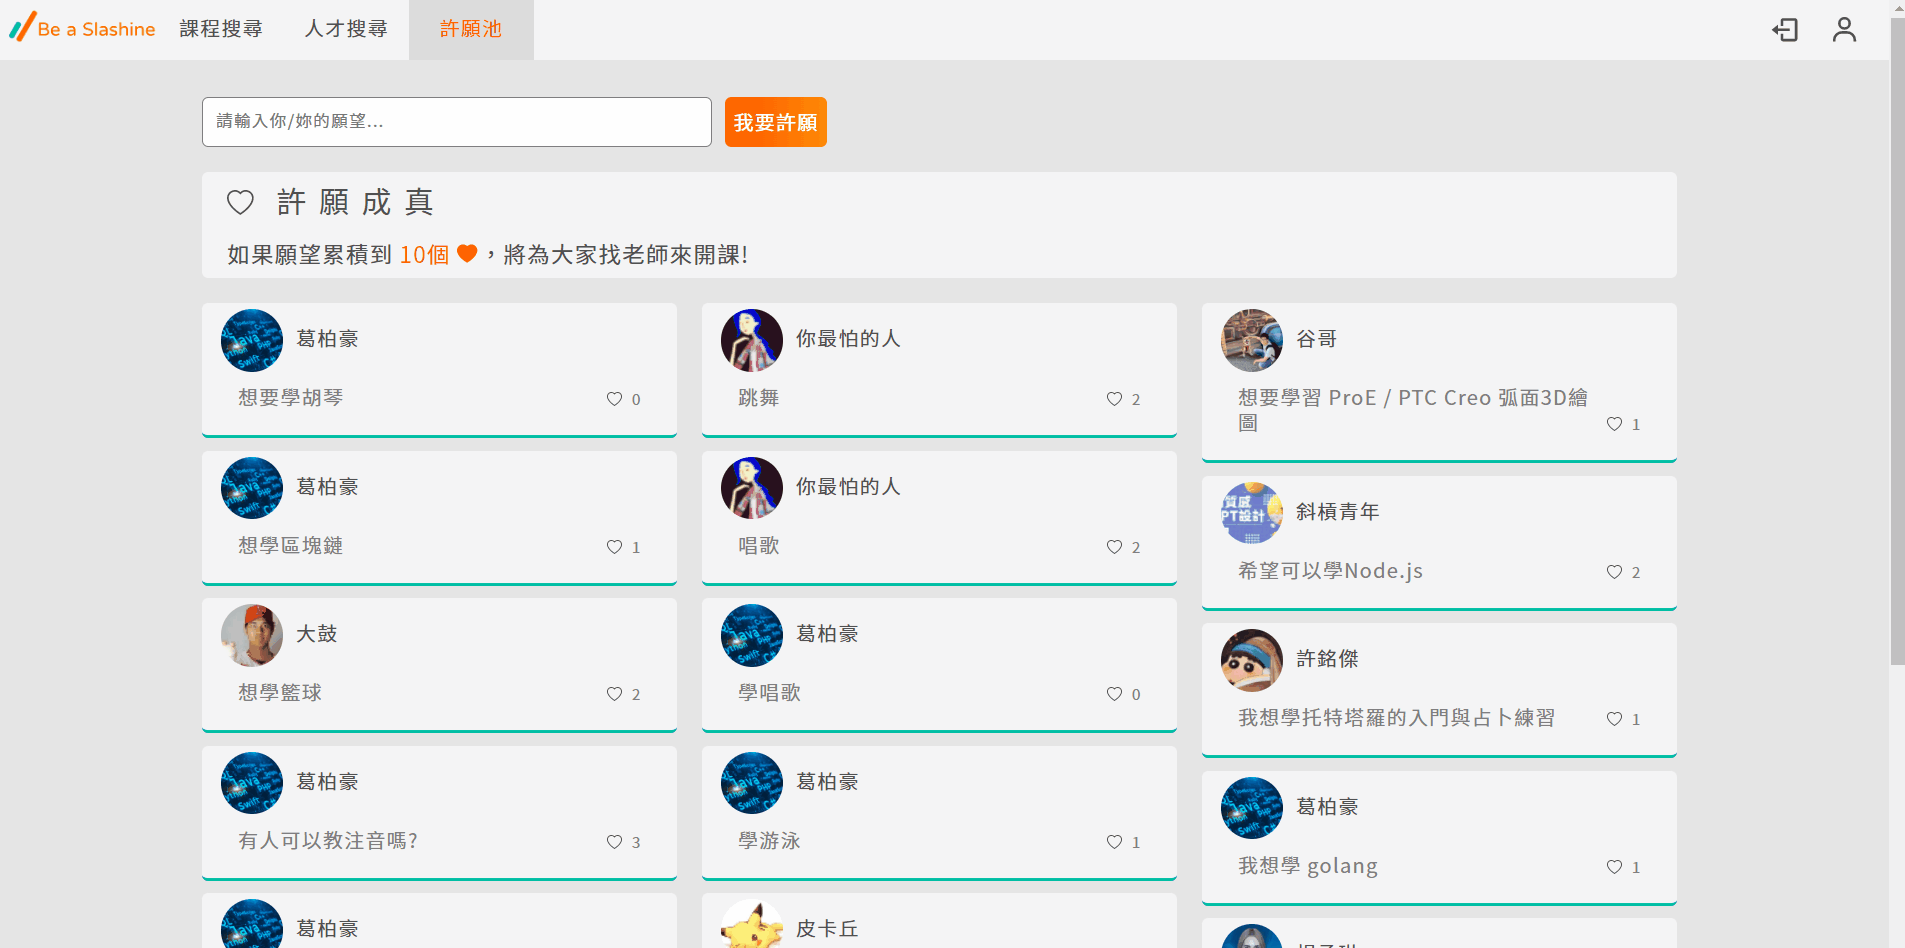 Be a Slashine
課程搜尋
人才搜尋
許願池
請輸入你/妳的願望...
我要許願
許願成真
如果願望累積到 10個 ，將為大家找老師來開課!
葛柏豪
想要學胡琴
0
葛柏豪
想學區塊鏈
1
大鼓
想學籃球
2
葛柏豪
有人可以教注音嗎?
3
葛柏豪
你最怕的人
跳舞
2
你最怕的人
唱歌
2
葛柏豪
學唱歌
0
葛柏豪
學游泳
1
皮卡丘
谷哥
想要學習 ProE / PTC Creo 弧面3D繪
圖
1
質感
PT設計
斜槓青年
希望可以學Node.js
2
許銘傑
我想學托特塔羅的入門與占卜練習
1
葛柏豪
我想學 golang
1